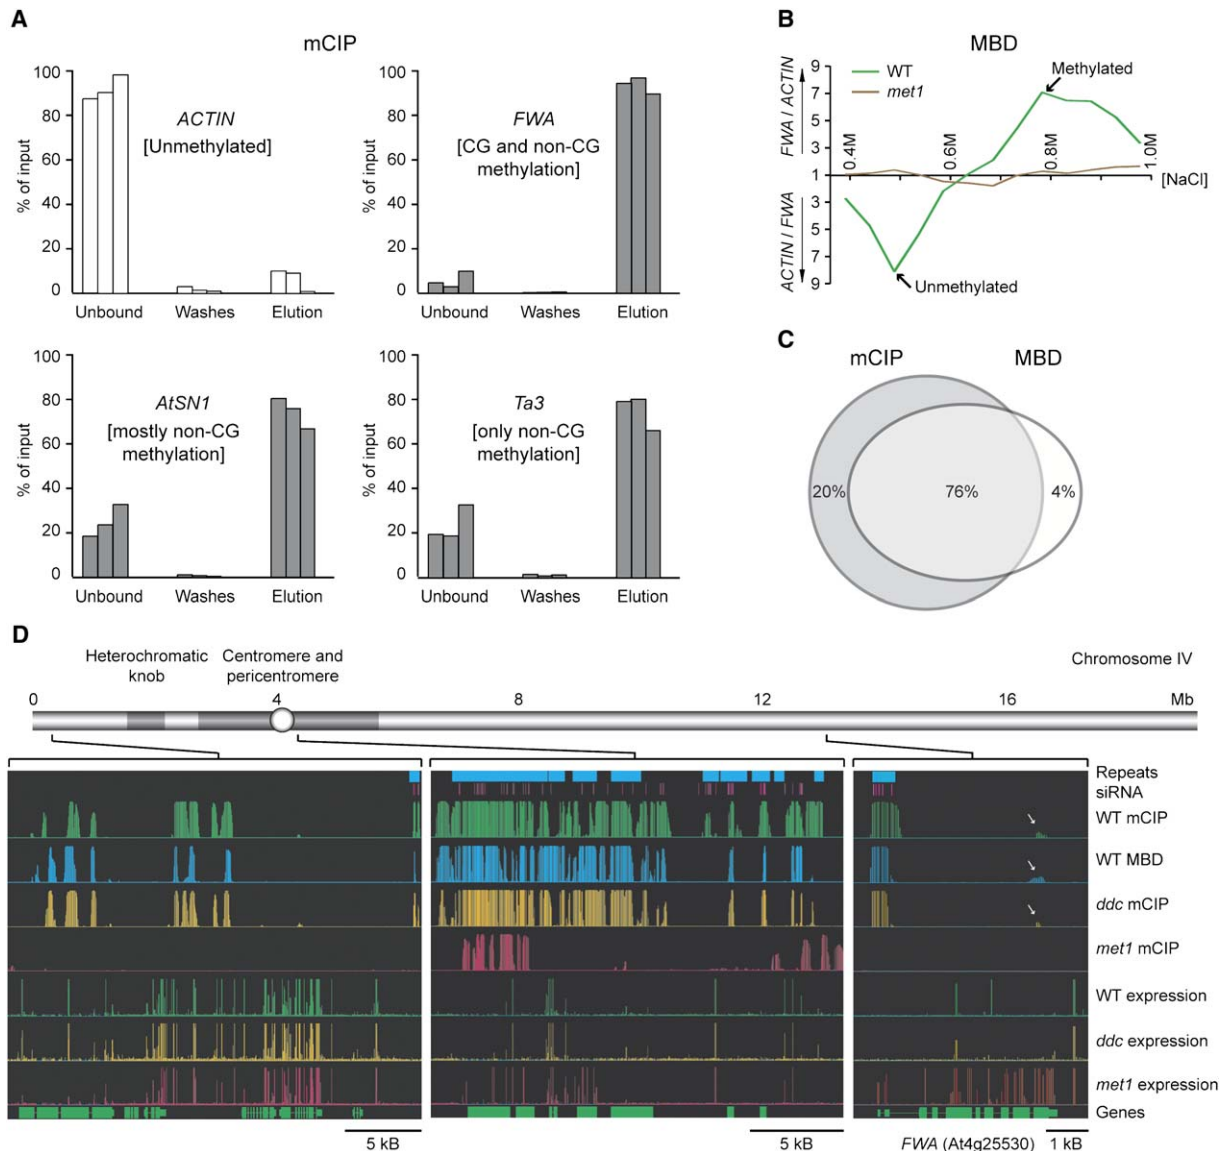 A
mCIP
100
80
60
40
20
0
% of input
ACTIN
[Unmethylated]
Unbound
Washes
Elution
100
80
60
40
20
0
% of input
FWA
[CG and non-CG
methylation]
Unbound
Washes
Elution
100
80
60
40
20
0
% of input
AtSN1
[mostly non-CG
methylation]
Unbound
Washes
Elution
100
80
60
40
20
0
% of input
Ta3
[only non-CG
methylation]
Unbound
Washes
Elution
B
MBD
9
7
5
3
1
3
5
7
9
FWA / ACTIN
ACTIN / FWA
WT
met1
Methylated
Unmethylated
0.4M
0.6M
0.8M
1.0M
[NaCl]
C
mCIP
MBD
20%
76%
4%
D
Heterochromatic
knob
Centromere and
pericentromere
Chromosome IV
0
4
8
12
16
Mb
Repeats
siRNA
WT mCIP
WT MBD
ddc mCIP
met1 mCIP
WT expression
ddc expression
met1 expression
Genes
5 kB
5 kB
FWA (At4g25530)
1 kB